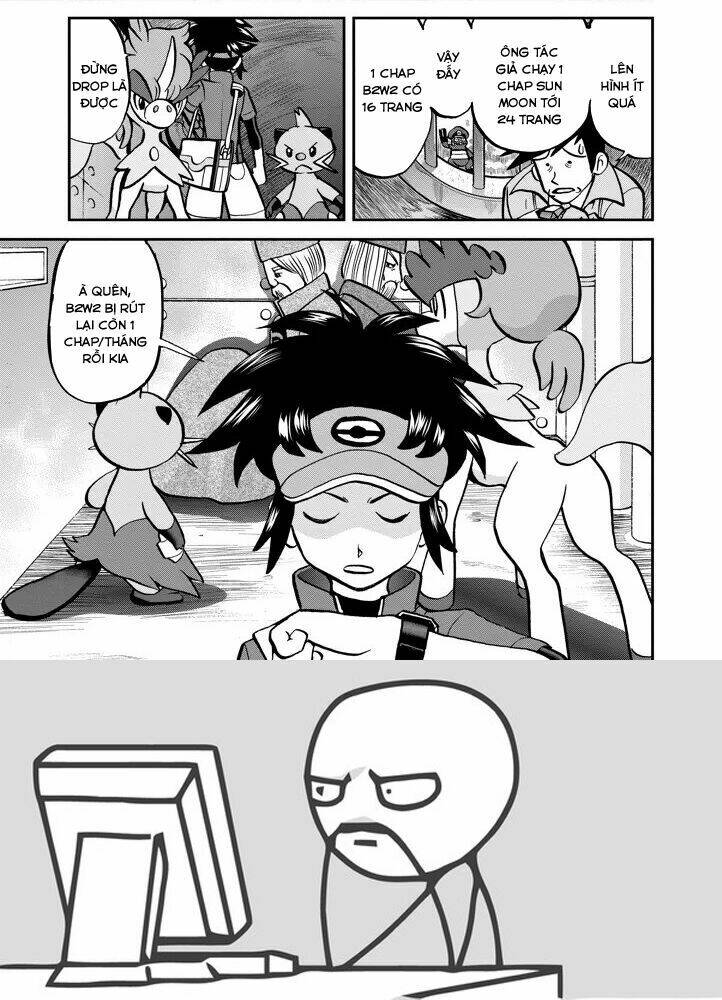 LÊN
HÌNH ÍT
QUÁ
ÔNG TÁC
GIẢ CHẠY 1
CHAP SUN
MOON TỚI
24 TRANG
VẬY
ĐẤY
1 CHAP
B2W2 CÓ
16 TRANG
ĐỪNG
DROP LÀ
ĐƯỢC
À QUÊN,
B2W2 BỊ RÚT
LẠI CÒN 1
CHAP/THÁNG
RỒI KIA